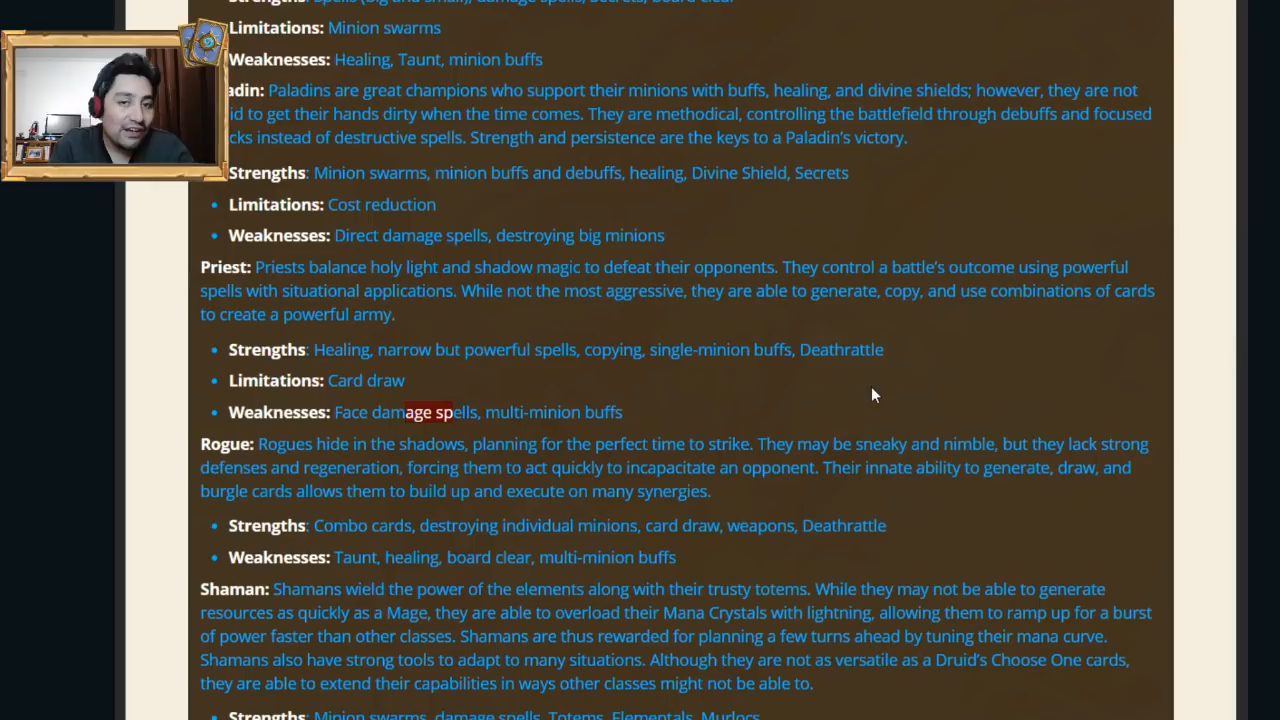 Limitations: Minion swarms
Weaknesses: Healing, Taunt, minion buffs
adin: Paladins are great champions who support their minions with buffs, healing, and divine shields; however, they are not
id to get their hands dirty when the time comes. They are methodical, controlling the battlefield through debuffs and focused
cks instead of destructive spells. Strength and persistence are the keys to a Paladin's victory.
Strengths: Minion swarms, minion buffs and debuffs, healing, Divine Shield, Secrets
• Limitations: Cost reduction
• Weaknesses: Direct damage spells, destroying big minions
Priest: Priests balance holy light and shadow magic to defeat their opponents. They control a battle's outcome using powerful
spells with situational applications. While not the most aggressive, they are able to generate, copy, and use combinations of cards
to create a powerful army.
• Strengths: Healing, narrow but powerful spells, copying, single-minion buffs, Deathrattle
• Limitations: Card draw
• Weaknesses: Face damage spells, multi-minion buffs
Rogue: Rogues hide in the shadows, planning for the perfect time to strike. They may be sneaky and nimble, but they lack strong
defenses and regeneration, forcing them to act quickly to incapacitate an opponent. Their innate ability to generate, draw, and
burgle cards allows them to build up and execute on many synergies.
• Strengths: Combo cards, destroying individual minions, card draw, weapons, Deathrattle
• Weaknesses: Taunt, healing, board clear, multi-minion buffs
Shaman: Shamans wield the power of the elements along with their trusty totems. While they may not be able to generate
resources as quickly as a Mage, they are able to overload their Mana Crystals with lightning, allowing them to ramp up for a burst
of power faster than other classes. Shamans are thus rewarded for planning a few turns ahead by tuning their mana curve.
Shamans also have strong tools to adapt to many situations. Although they are not as versatile as a Druid's Choose One cards,
they are able to extend their capabilities in ways other classes might not be able to.
• Strengths: Minion swarms, damage spells, Totems, Elementals, Murlocs